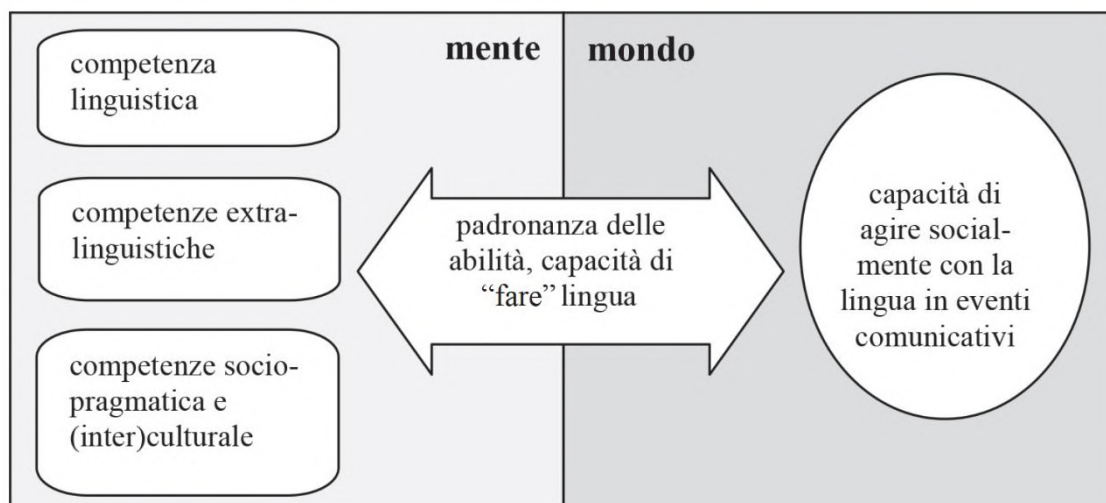 mente
mondo
competenza
linguistica
competenze extra-
linguistiche
competenze socio-
pragmatica e
(inter)culturale
padronanza delle
abilità, capacità di
“fare” lingua
capacità di
agire social-
mente con la
lingua in eventi
comunicativi